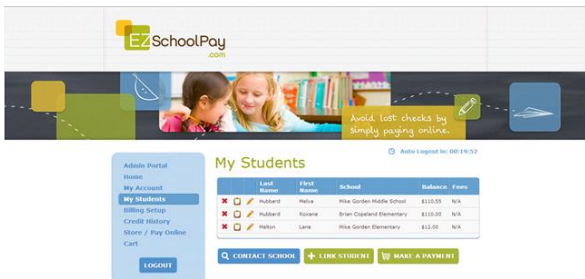 EZSchoolPay
.com
Avoid lost checks by
simply paying online.
Auto Logout in: 00:19:52
Admin Portal
Home
My Account
My Students
Billing Setup
Credit History
Store / Pay Online
Cart
LOGOUT
My Students
Last Name First Name School Balance Fees
Hubbard Melva Mike Gorden Middle School $110.55 N/A
Hubbard Roxane Brian Copeland Elementary $110.00 N/A
Melton Lane Mike Gorden Elementary $12.00 N/A
CONTACT SCHOOL LINK STUDENT MAKE A PAYMENT